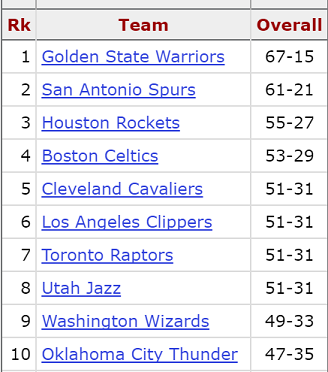 Rk Team Overall
1 Golden State Warriors 67-15
2 San Antonio Spurs 61-21
3 Houston Rockets 55-27
4 Boston Celtics 53-29
5 Cleveland Cavaliers 51-31
6 Los Angeles Clippers 51-31
7 Toronto Raptors 51-31
8 Utah Jazz 51-31
9 Washington Wizards 49-33
10 Oklahoma City Thunder 47-35